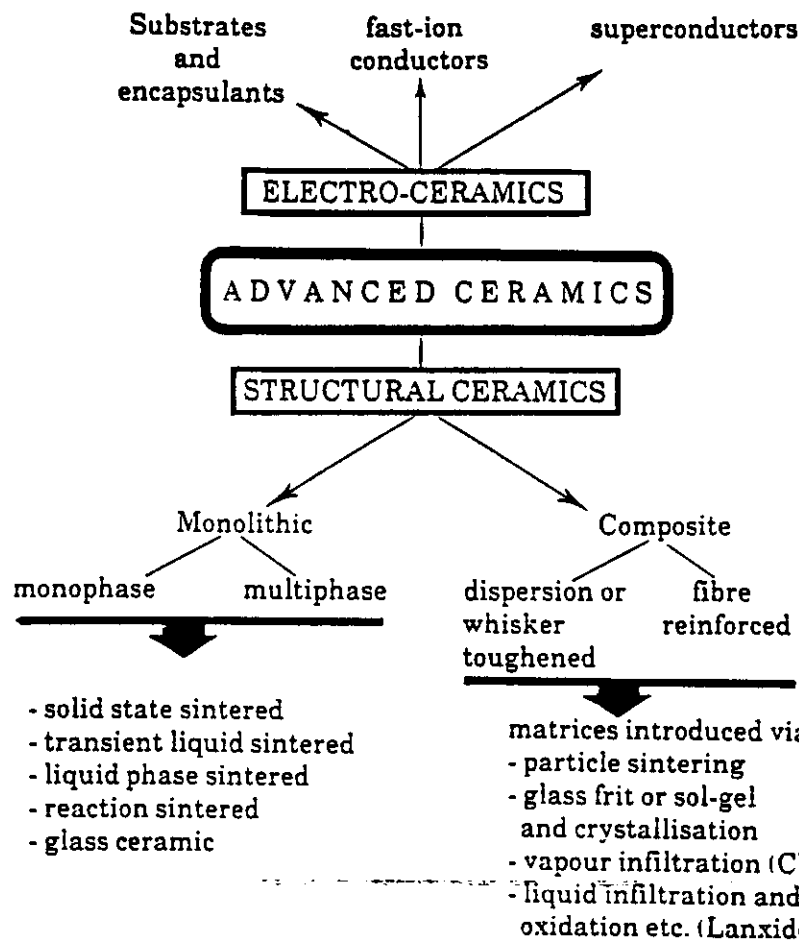 Substrates
and
encapsulants
fast-ion
conductors
superconductors
ELECTRO-CERAMICS
ADVANCED CERAMICS
STRUCTURAL CERAMICS
Monolithic
monophase
multiphase
- solid state sintered
- transient liquid sintered
- liquid phase sintered
- reaction sintered
- glass ceramic
Composite
dispersion or
whisker
toughened
fibre
reinforced
matrices introduced via
- particle sintering
- glass frit or sol-gel
and crystallisation
- vapour infiltration
- liquid infiltration and
oxidation etc.